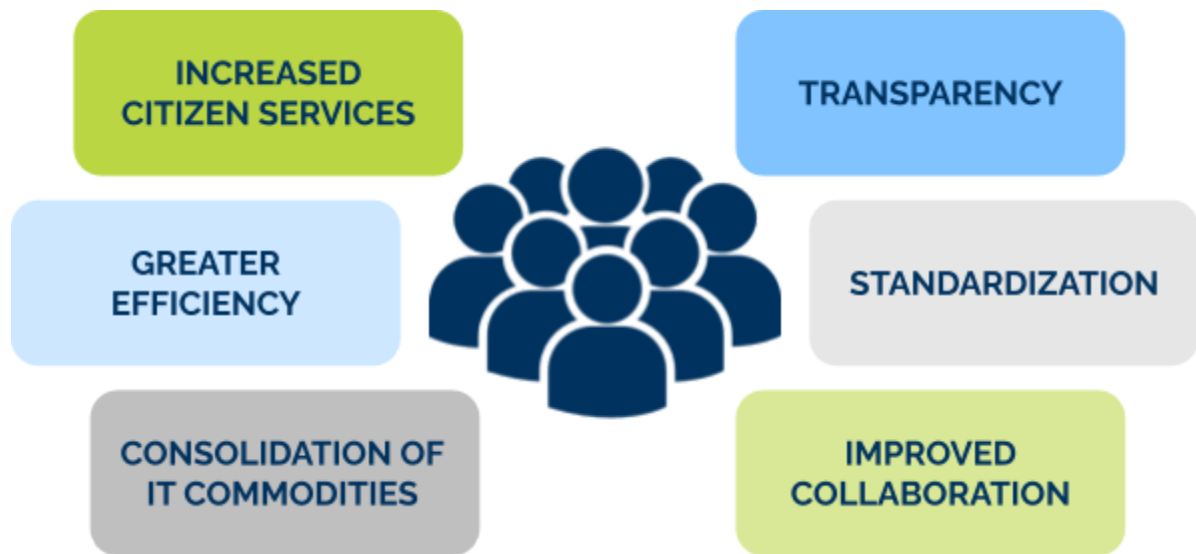 INCREASED
CITIZEN SERVICES
TRANSPARENCY
GREATER
EFFICIENCY
STANDARDIZATION
CONSOLIDATION OF
IT COMMODITIES
IMPROVED
COLLABORATION